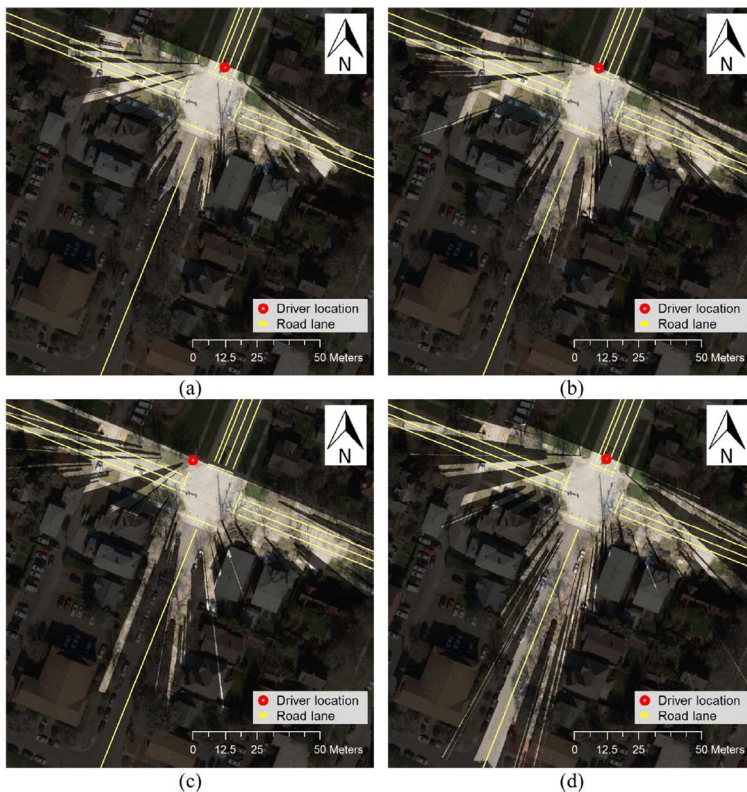 N
Driver location
Road lane
0 12.5 25 50 Meters
(a)
N
Driver location
Road lane
0 12.5 25 50 Meters
(b)
N
Driver location
Road lane
0 12.5 25 50 Meters
(c)
N
Driver location
Road lane
0 12.5 25 50 Meters
(d)